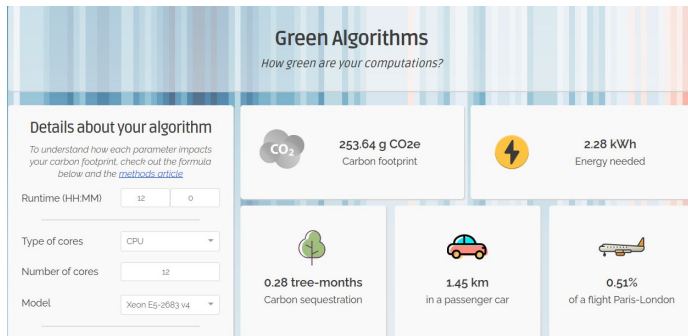 Green Algorithms
How green are your computations?
Details about your algorithm
To understand how each parameter impacts
your carbon footprint, check out the formula
below and the methods article
Runtime (HH:MM)
12
0
Type of cores
CPU
Number of cores
12
Model
Xeon E5-2683 v4
CO2
253.64 g CO2e
Carbon footprint
2.28 kWh
Energy needed
0.28 tree-months
Carbon sequestration
1.45 km
in a passenger car
0.51%
of a flight Paris-London